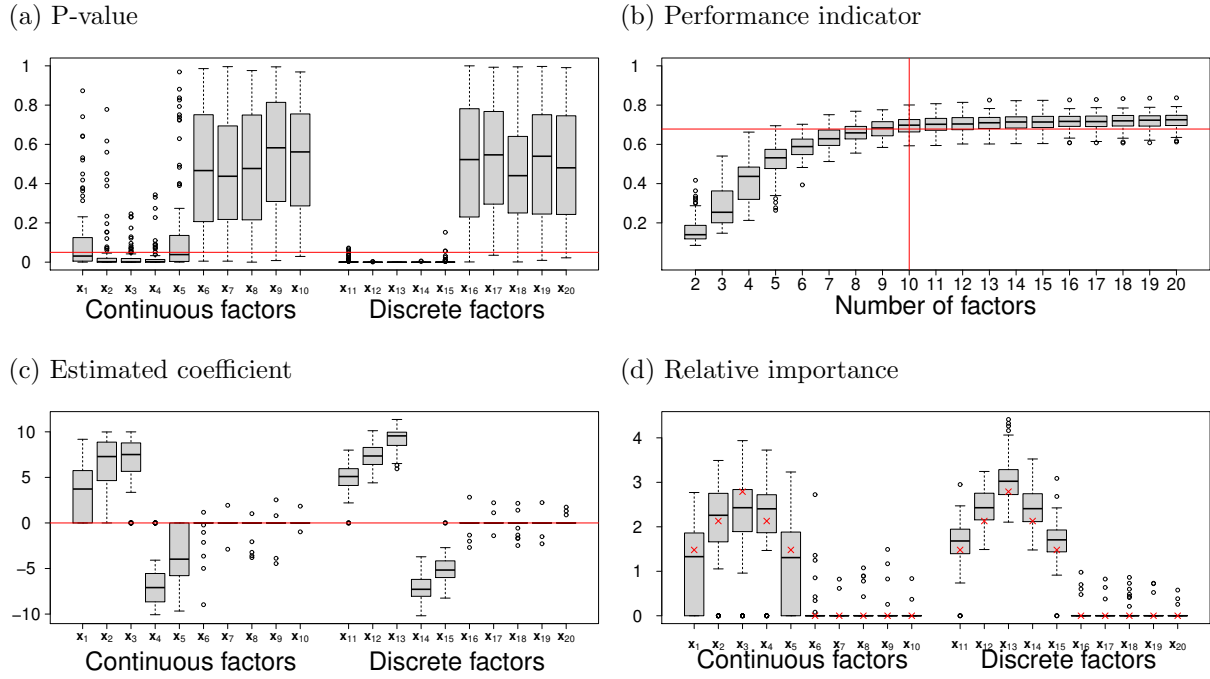 (a) P-value
1
0.8
0.6
0.4
0.2
0
x₁ x₂ x₃ x₄ x₅ x₆ x₇ x₈ x₉ x₁₀ x₁₁ x₁₂ x₁₃ x₁₄ x₁₅ x₁₆ x₁₇ x₁₈ x₁₉ x₂₀
Continuous factors Discrete factors
(b) Performance indicator
1
0.8
0.6
0.4
0.2
2 3 4 5 6 7 8 9 10 11 12 13 14 15 16 17 18 19 20
Number of factors
(c) Estimated coefficient
10
5
0
−5
−10
x₁ x₂ x₃ x₄ x₅ x₆ x₇ x₈ x₉ x₁₀ x₁₁ x₁₂ x₁₃ x₁₄ x₁₅ x₁₆ x₁₇ x₁₈ x₁₉ x₂₀
Continuous factors Discrete factors
(d) Relative importance
4
3
2
1
0
x₁ x₂ x₃ x₄ x₅ x₆ x₇ x₈ x₉ x₁₀ x₁₁ x₁₂ x₁₃ x₁₄ x₁₅ x₁₆ x₁₇ x₁₈ x₁₉ x₂₀
Continuous factors Discrete factors